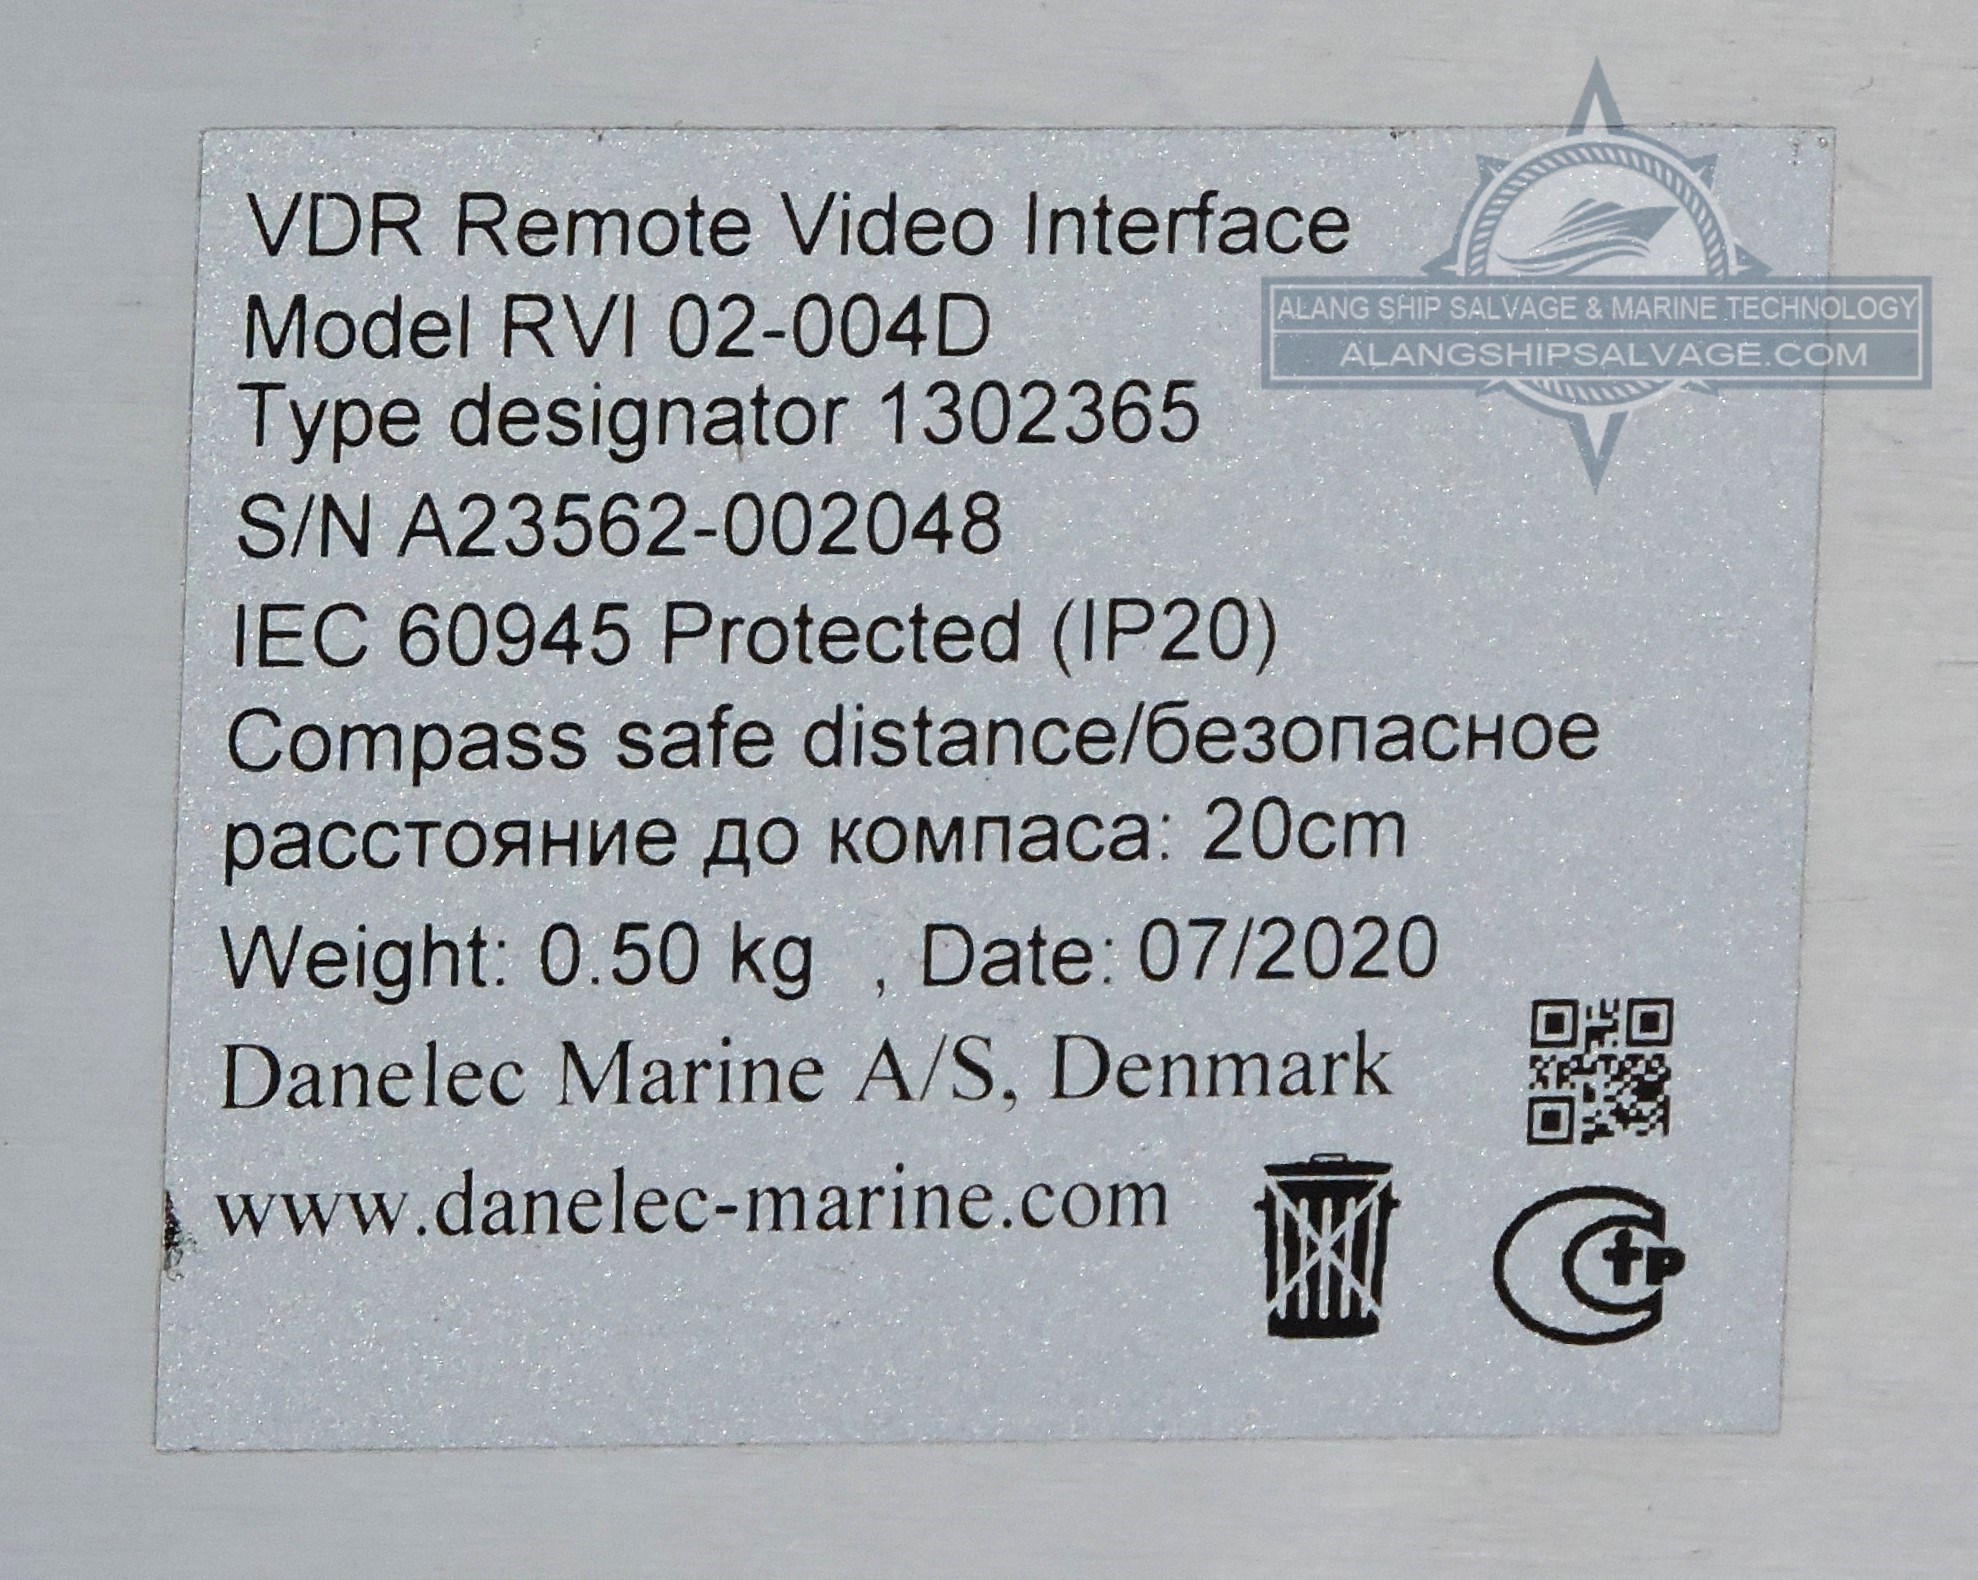 VDR Remote Video Interface
Model RVI 02-004D
Type designator 1302365
S/N A23562-002048
IEC 60945 Protected (IP20)
Compass safe distance/безопасное
расстояние до компаса: 20cm
Weight: 0.50 kg , Date: 07/2020
Danelec Marine A/S, Denmark
www.danelec-marine.com
тр
ALANG SHIP SALVAGE & MARINE TECHNOLOGY
ALANGSHIPSALVAGE.COM